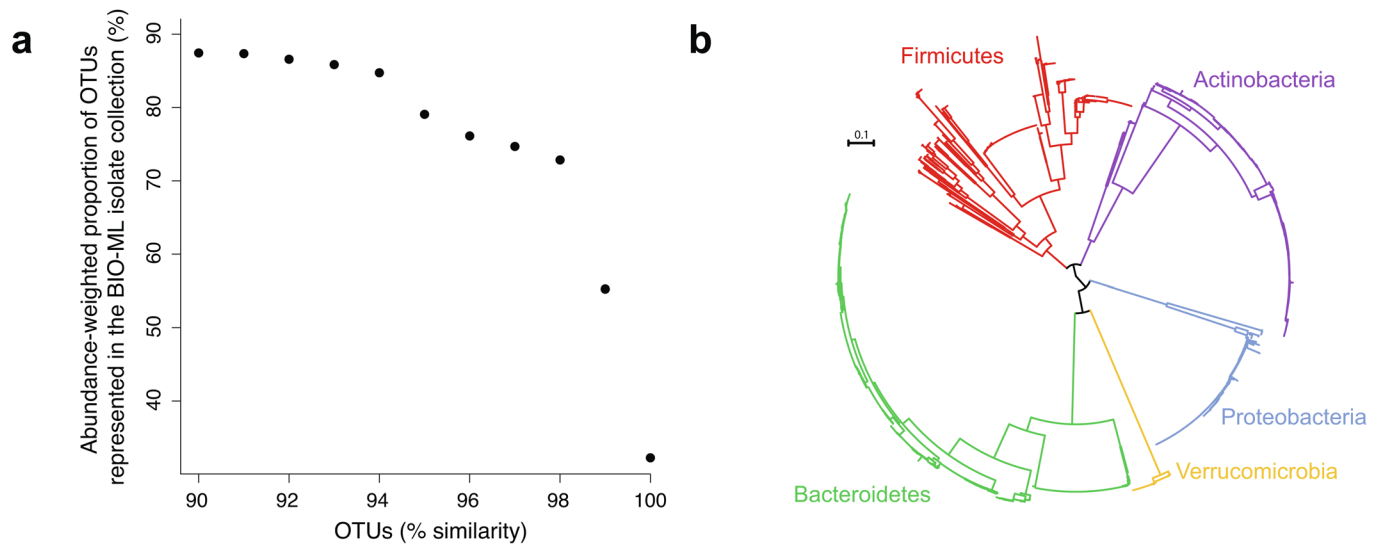 a
Abundance-weighted proportion of OTUs
represented in the BIO-ML isolate collection (%)
90
80
70
60
50
40
90 92 94 96 98 100
OTUs (% similarity)
b
Firmicutes
Actinobacteria
0.1
Proteobacteria
Verrucomicrobia
Bacteroidetes